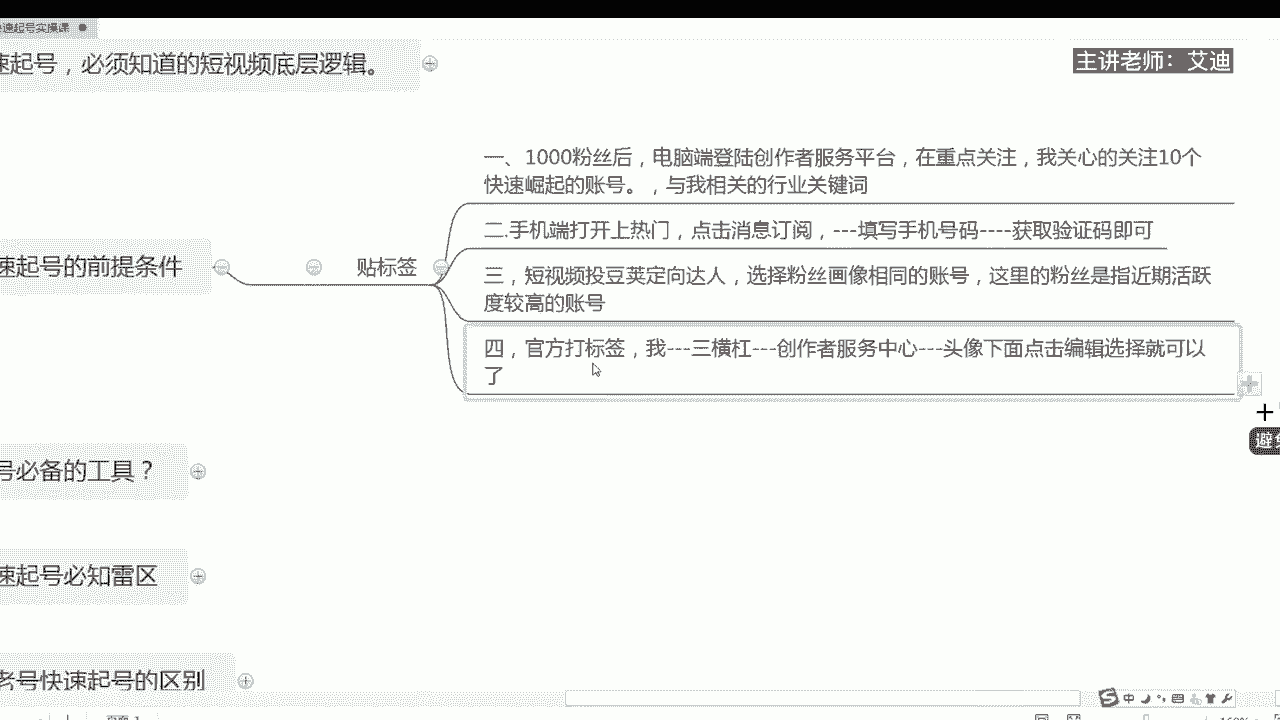 速起号实操课
主讲老师：艾迪
速起号，必须知道的短视频底层逻辑。
一、1000粉丝后，电脑端登陆创作者服务平台，在重点关注，我关心的关注10个
快速崛起的账号。，与我相关的行业关键词
二.手机端打开上热门，点击消息订阅，---填写手机号码----获取验证码即可
速起号的前提条件
贴标签
三，短视频投豆荚定向达人，选择粉丝画像相同的账号，这里的粉丝是指近期活跃
度较高的账号
四，官方打标签，我---三横杠---创作者服务中心---头像下面点击编辑选择就可以
了
号必备的工具？
速起号必知雷区
老号快速起号的区别
中